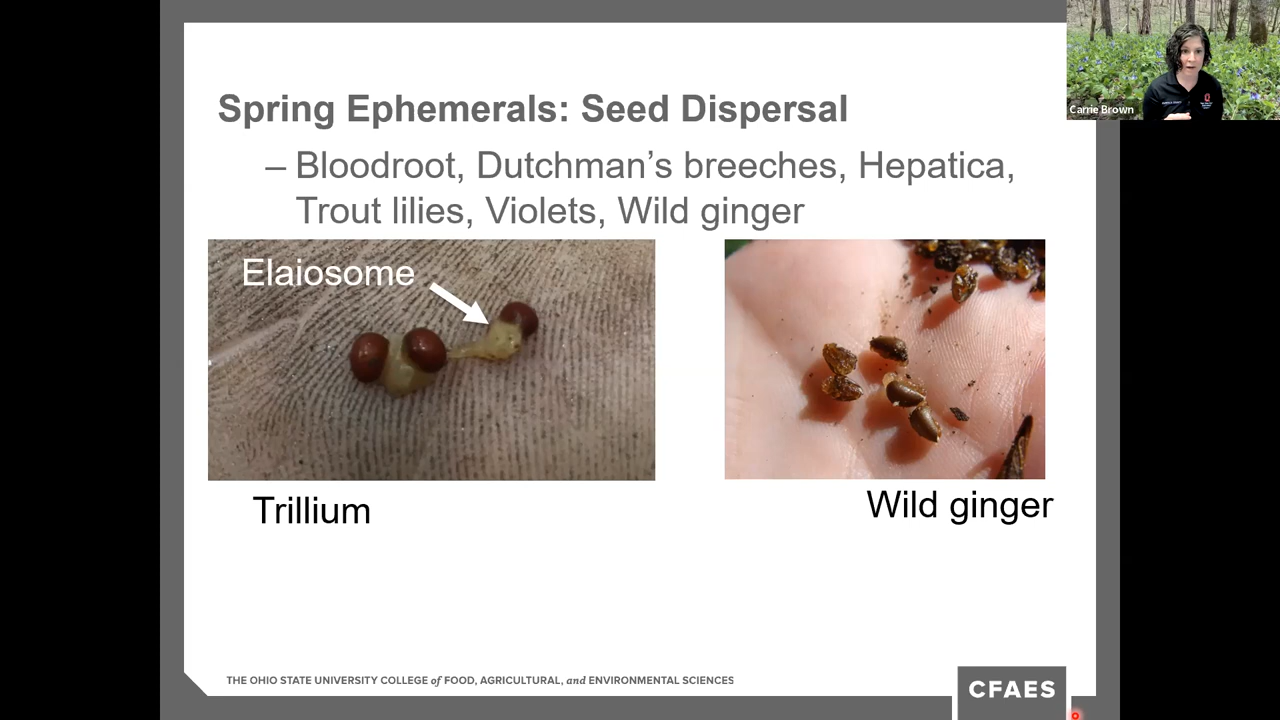 Spring Ephemerals: Seed Dispersal
– Bloodroot, Dutchman’s breeches, Hepatica,
Trout lilies, Violets, Wild ginger
Elaiosome
Trillium
Wild ginger
THE OHIO STATE UNIVERSITY COLLEGE of FOOD, AGRICULTURAL, and ENVIRONMENTAL SCIENCES
CFAES
Carrie Brown